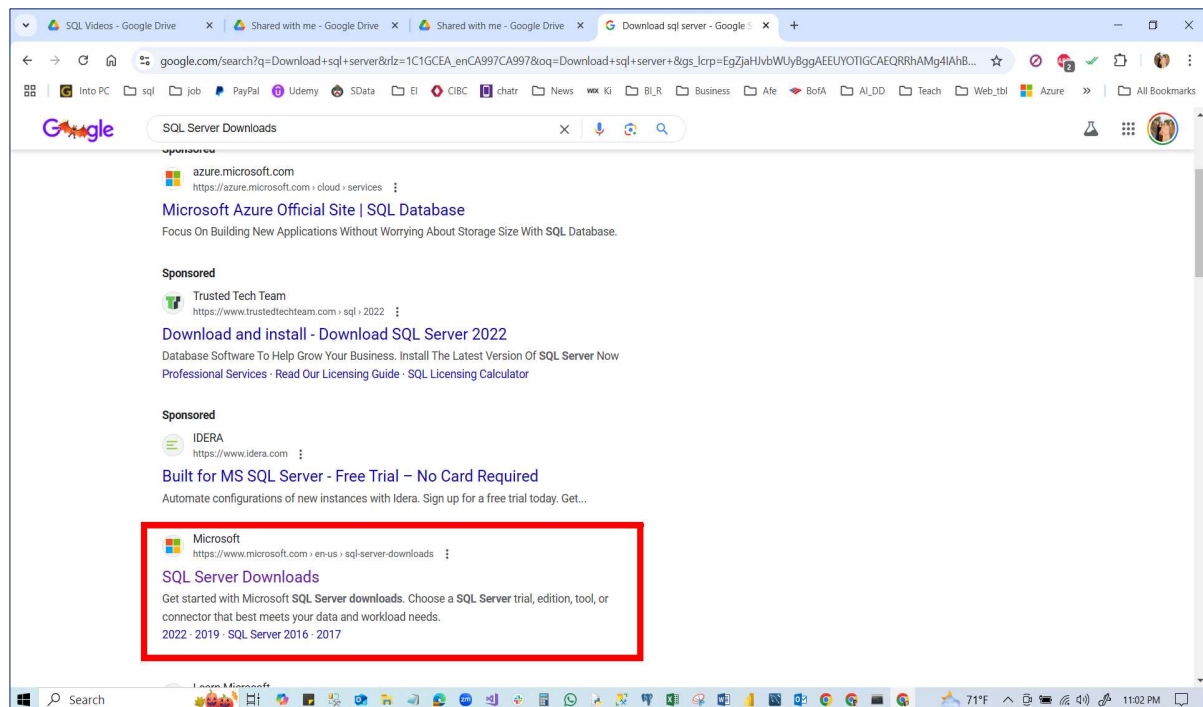 SQL Videos - Google Drive
Shared with me - Google Drive
Shared with me - Google Drive
Download sql server - Google S
google.com/search?q=Download+sql+server&rlz=1C1GCEA_enCA997CA997&oq=Download+sql+server+&gs_lcrp=EgZjaHJvbWUyBggAEEUYOTIGCAEQRRhAMg4IAhB...
2
Into PC sql job PayPal Udemy SData EI CIBC chatr News WMX Ki BI_R Business Afe BofA AI_DD Teach Web_tbl Azure » All Bookmarks
SQL Server Downloads
Sponsored
azure.microsoft.com
https://azure.microsoft.com › cloud › services
Microsoft Azure Official Site | SQL Database
Focus On Building New Applications Without Worrying About Storage Size With SQL Database.
Sponsored
Trusted Tech Team
https://www.trustedtechteam.com › sql › 2022
Download and install - Download SQL Server 2022
Database Software To Help Grow Your Business. Install The Latest Version Of SQL Server Now
Professional Services · Read Our Licensing Guide · SQL Licensing Calculator
Sponsored
IDERA
https://www.idera.com
Built for MS SQL Server - Free Trial – No Card Required
Automate configurations of new instances with Idera. Sign up for a free trial today. Get...
Microsoft
https://www.microsoft.com › en-us › sql-server-downloads
SQL Server Downloads
Get started with Microsoft SQL Server downloads. Choose a SQL Server trial, edition, tool, or
connector that best meets your data and workload needs.
2022 · 2019 · SQL Server 2016 · 2017
Learn Microsoft
Search
71°F
11:02 PM